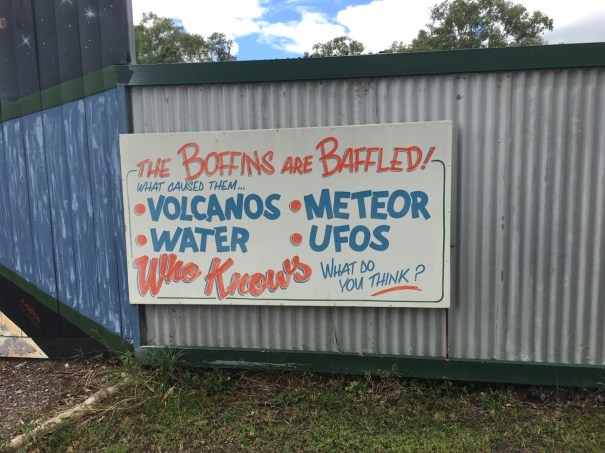 THE BOFFINS ARE BAFFLED!
WHAT CAUSED THEM...
• VOLCANOS • METEOR
• WATER • UFOS
Who Knows WHAT DO
YOU THINK?